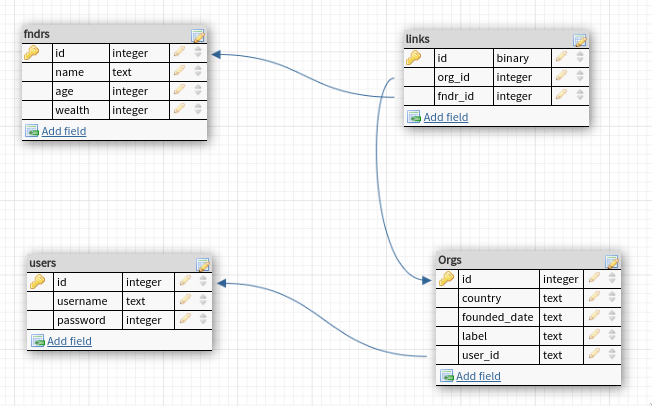 fndrs
id integer
name text
age integer
wealth integer
Add field
links
id binary
org_id integer
fndr_id integer
Add field
users
id integer
username text
password integer
Add field
Orgs
id integer
country text
founded_date text
label text
user_id text
Add field